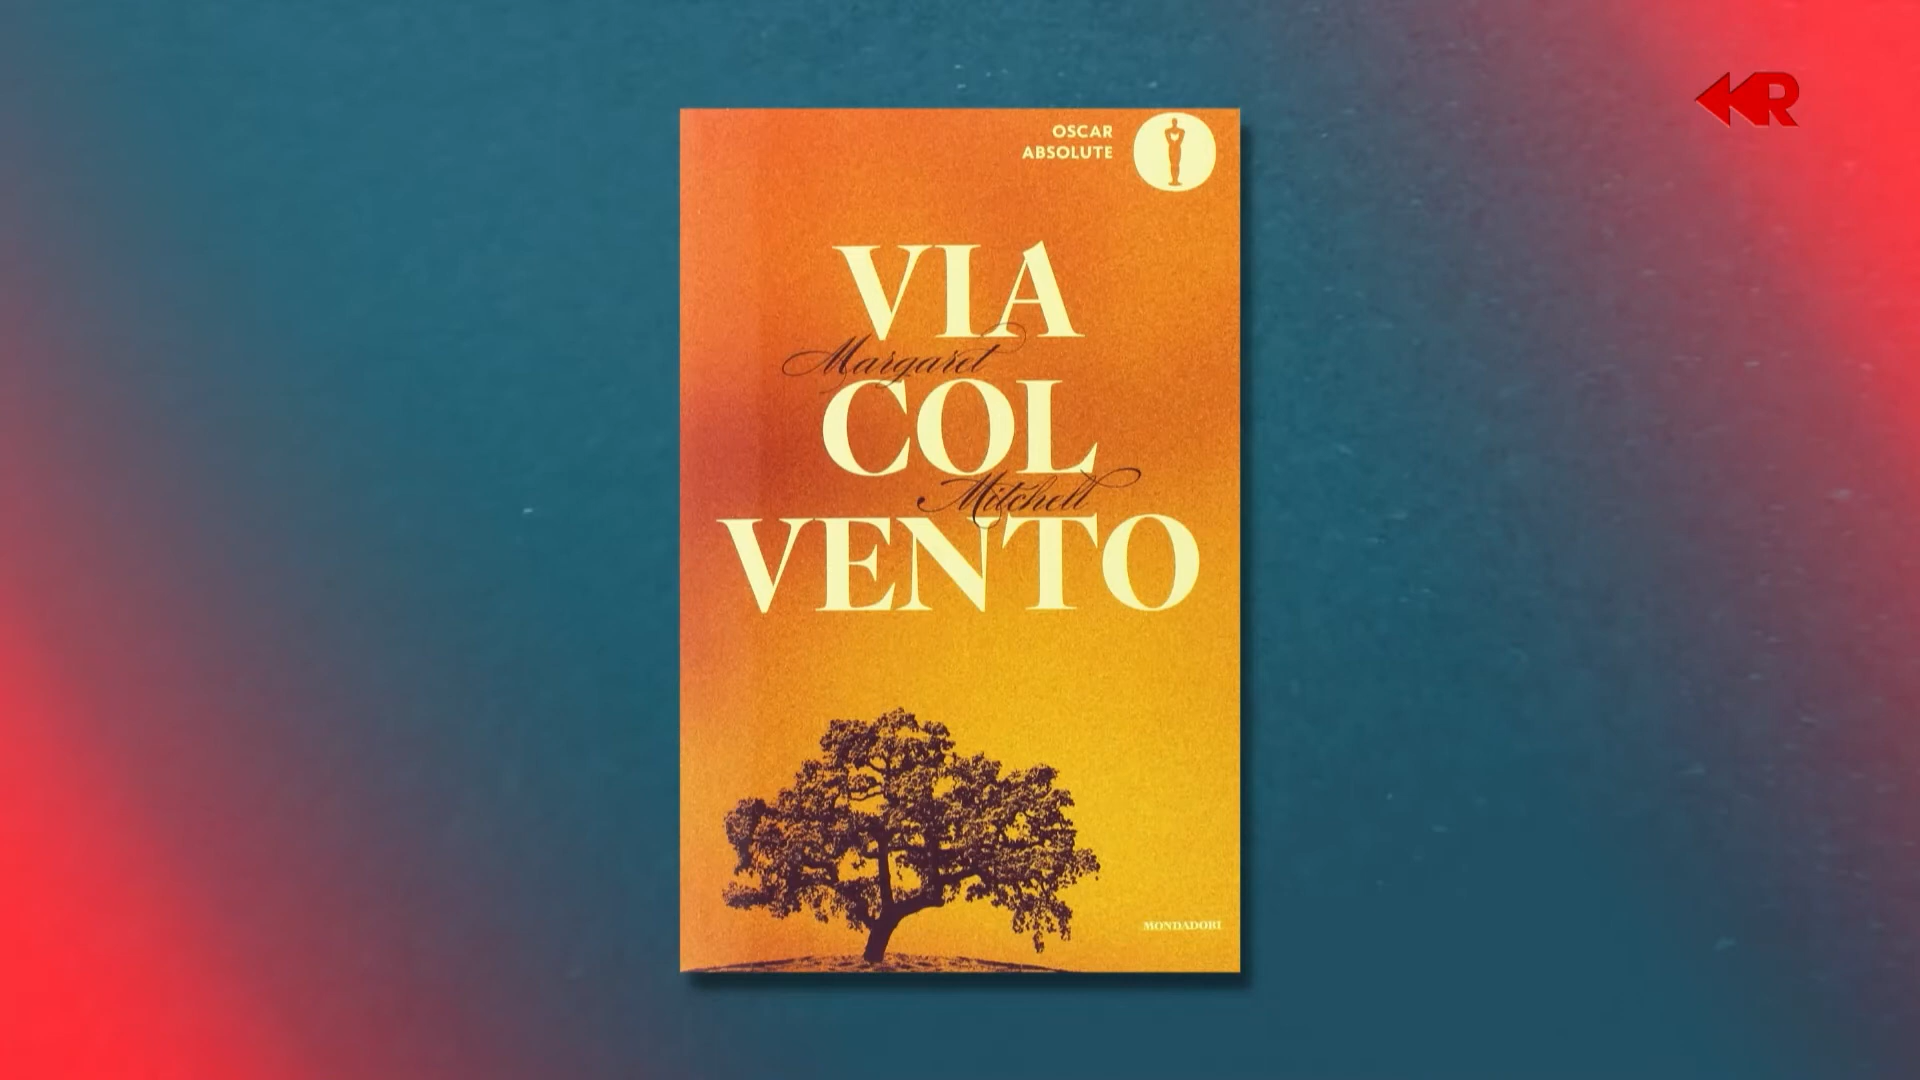 OSCAR
ABSOLUTE
VIA
Margaret
COL
Mitchell
VENTO
MONDADORI
R